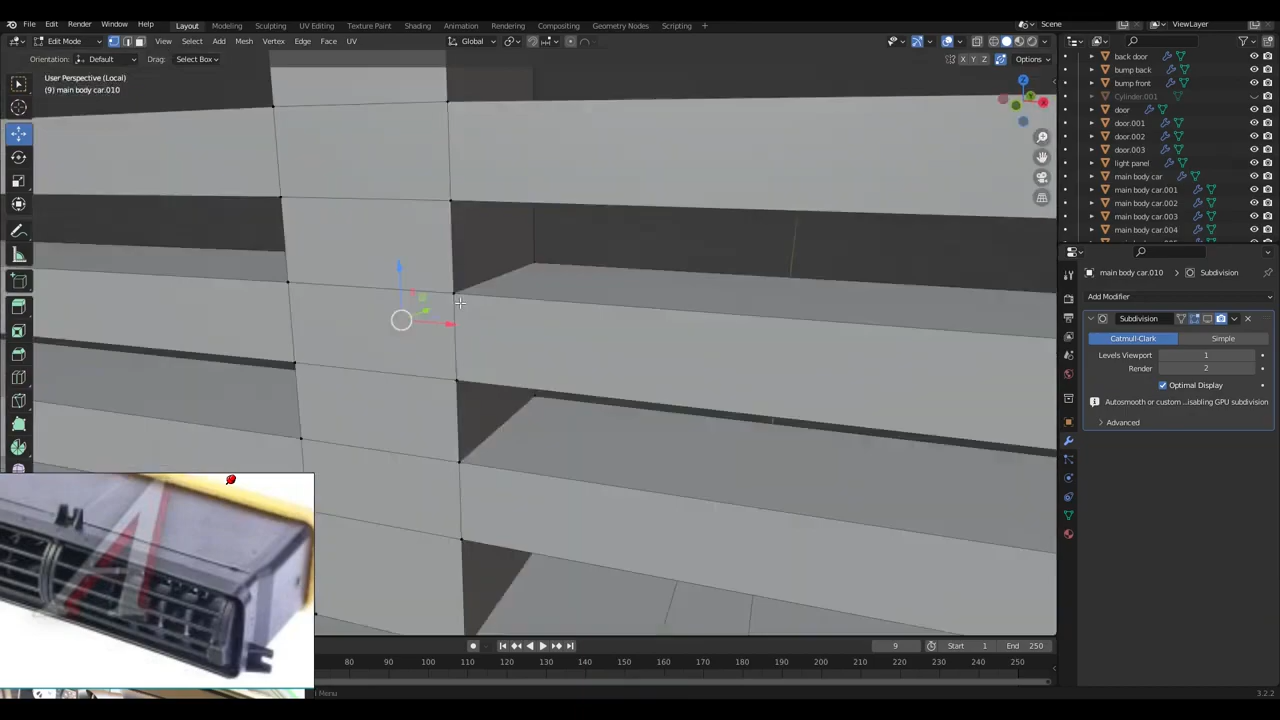 File Edit Render Window Help Layout Modeling Sculpting UV Editing Texture Paint Shading Animation Rendering Compositing Geometry Nodes Scripting + Scene ViewLayer
Edit Mode View Select Add Mesh Vertex Edge Face UV Global
Orientation: Default Drag: Select Box X Y Z Options
User Perspective (Local)
(9) main body car.010
back door
bump back
bump front
Cylinder.001
door
door.001
door.002
door.003
light panel
main body car
main body car.001
main body car.002
main body car.003
main body car.004
main body car.010 > Subdivision
Add Modifier
Subdivision
Catmull-Clark Simple
Levels Viewport 1
Render 2
Optimal Display
Autosmooth or custom ..isabling GPU subdivision
Advanced
A
9 Start 1 End 250
80 90 100 110 120 130 140 150 160 170 180 190 200 210 220 230 240 250
Menu
3.2.2